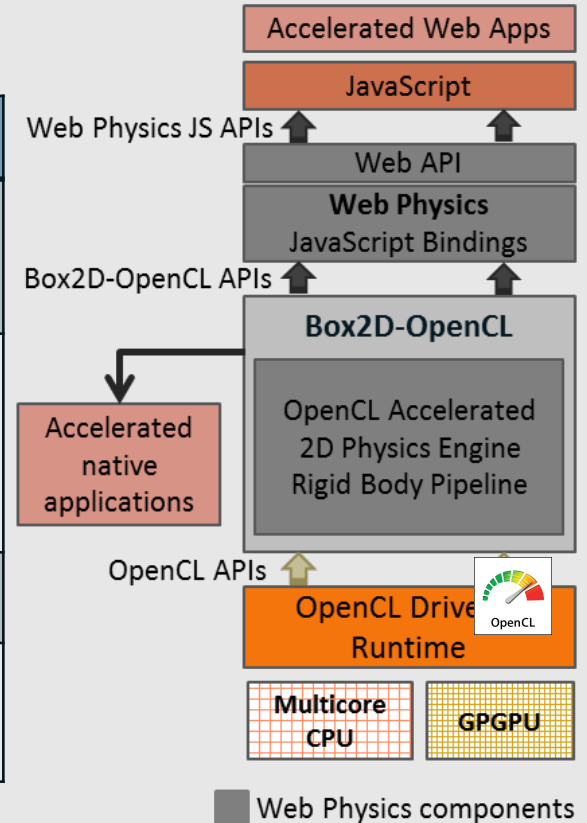 Accelerated Web Apps
JavaScript
Web Physics JS APIs
Web API
Web Physics
JavaScript Bindings
Box2D-OpenCL APIs
Box2D-OpenCL
OpenCL Accelerated
2D Physics Engine
Rigid Body Pipeline
Accelerated
native
applications
OpenCL APIs
OpenCL Drive
Runtime
OpenCL
Multicore
CPU
GPGPU
Web Physics components